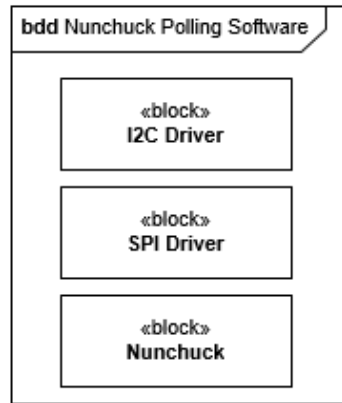 bdd Nunchuck Polling Software
«block»
I2C Driver
«block»
SPI Driver
«block»
Nunchuck